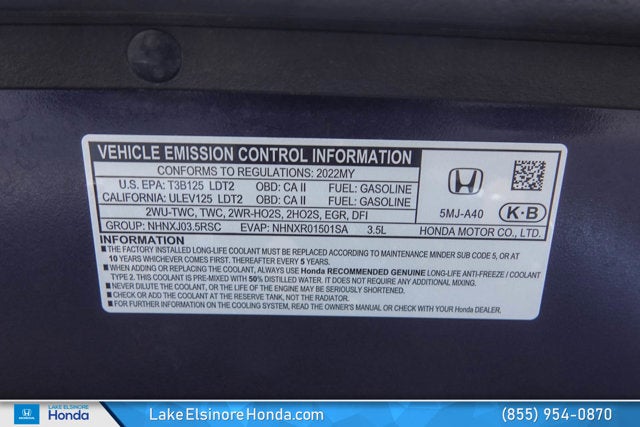 VEHICLE EMISSION CONTROL INFORMATION
CONFORMS TO REGULATIONS: 2022MY
U.S. EPA: T3B125 LDT2 OBD: CA II FUEL: GASOLINE
CALIFORNIA: ULEV125 LDT2 OBD: CA II FUEL: GASOLINE
2WU-TWC, TWC, 2WR-HO2S, 2HO2S, EGR, DFI
GROUP: NHNXJ03.5RSC EVAP: NHNXR01501SA 3.5L
5MJ-A40 K·B
HONDA MOTOR CO., LTD.
INFORMATION
■ THE FACTORY INSTALLED LONG-LIFE COOLANT MUST BE REPLACED ACCORDING TO MAINTENANCE MINDER SUB CODE 5, OR AT
10 YEARS WHICHEVER COMES FIRST. THEREAFTER EVERY 5 YEARS.
■ WHEN ADDING OR REPLACING THE COOLANT, ALWAYS USE Honda RECOMMENDED GENUINE LONG-LIFE ANTI-FREEZE / COOLANT
TYPE 2. THIS COOLANT IS PRE-MIXED WITH 50% DISTILLED WATER. IT DOES NOT REQUIRE ANY ADDITIONAL MIXING.
■ NEVER DILUTE THE COOLANT, OR THE LIFE OF THE ENGINE MAY BE SERIOUSLY SHORTENED.
■ CHECK OR ADD COOLANT AT THE RESERVE TANK, NOT THE RADIATOR.
■ FOR FURTHER INFORMATION ON THE COOLING SYSTEM, READ THE OWNER'S MANUAL OR CHECK WITH YOUR Honda DEALER.
LAKE ELSINORE
Honda
HONDA
LakeElsinoreHonda.com
(855) 954-0870